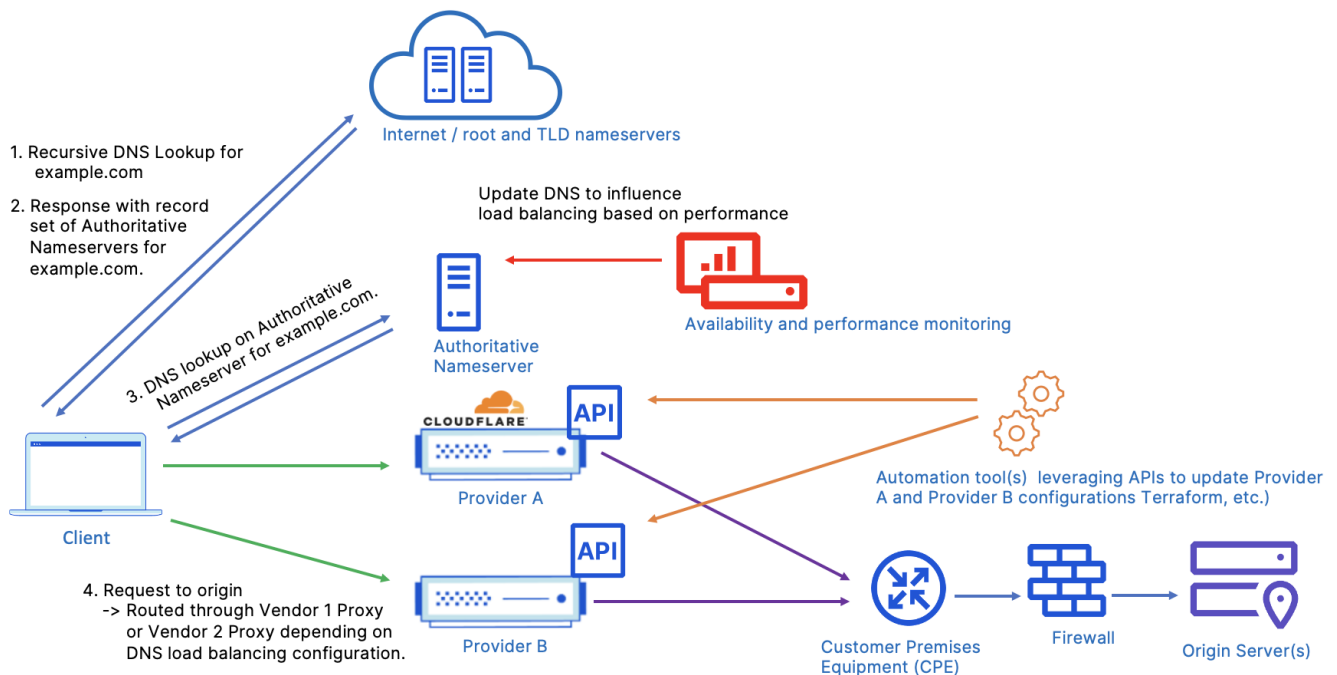 Internet / root and TLD nameservers
1. Recursive DNS Lookup for
example.com
2. Response with record
set of Authoritative
Nameservers for
example.com.
Update DNS to influence
load balancing based on performance
Availability and performance monitoring
3. DNS lookup on Authoritative
Nameserver for example.com.
Authoritative
Nameserver
CLOUDFLARE
API
Provider A
Automation tool(s) leveraging APIs to update Provider
A and Provider B configurations Terraform, etc.)
Client
API
Provider B
4. Request to origin
-> Routed through Vendor 1 Proxy
or Vendor 2 Proxy depending on
DNS load balancing configuration.
Customer Premises
Equipment (CPE)
Firewall
Origin Server(s)